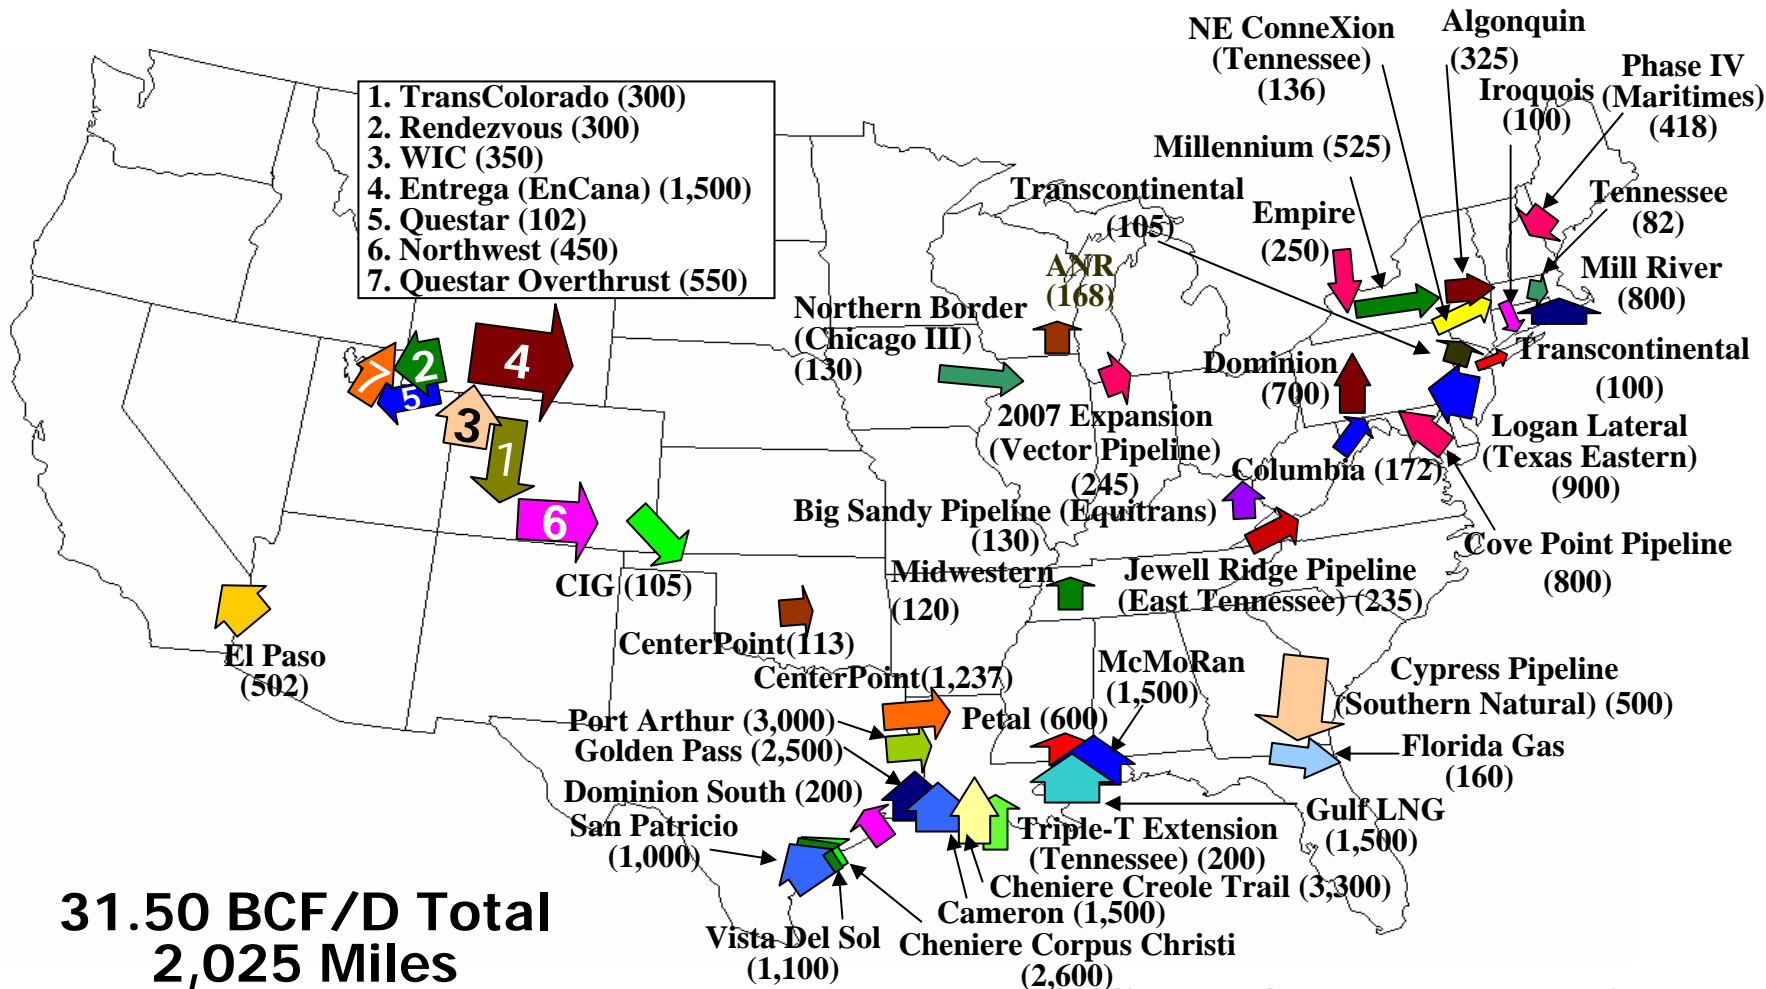 NE ConneXion
(Tennessee)
(136)
Algonquin
(325)
Phase IV
(Maritimes)
(418)
Iroquois
(100)
1. TransColorado (300)
2. Rendezvous (300)
3. WIC (350)
4. Entrega (EnCana) (1,500)
5. Questar (102)
6. Northwest (450)
7. Questar Overthrust (550)
Millennium (525)
Transcontinental
(105)
Empire
(250)
Tennessee
(82)
Mill River
(800)
ANR
(168)
Northern Border
(Chicago III)
(130)
Transcontinental
(100)
Dominion
(700)
2007 Expansion
(Vector Pipeline)
(245)
Logan Lateral
(Texas Eastern)
(900)
Columbia (172)
4
2
7
5
3
1
6
Big Sandy Pipeline (Equitrans)
(130)
Cove Point Pipeline
(800)
CIG (105)
Midwestern
(120)
Jewell Ridge Pipeline
(East Tennessee) (235)
CenterPoint(113)
El Paso
(502)
CenterPoint(1,237)
McMoRan
(1,500)
Cypress Pipeline
(Southern Natural) (500)
Port Arthur (3,000)
Petal (600)
Golden Pass (2,500)
Florida Gas
(160)
Dominion South (200)
San Patricio
(1,000)
Gulf LNG
(1,500)
Triple-T Extension
(Tennessee) (200)
Cheniere Creole Trail (3,300)
Cameron (1,500)
Vista Del Sol
(1,100)
Cheniere Corpus Christi
(2,600)
31.50 BCF/D Total
2,025 Miles